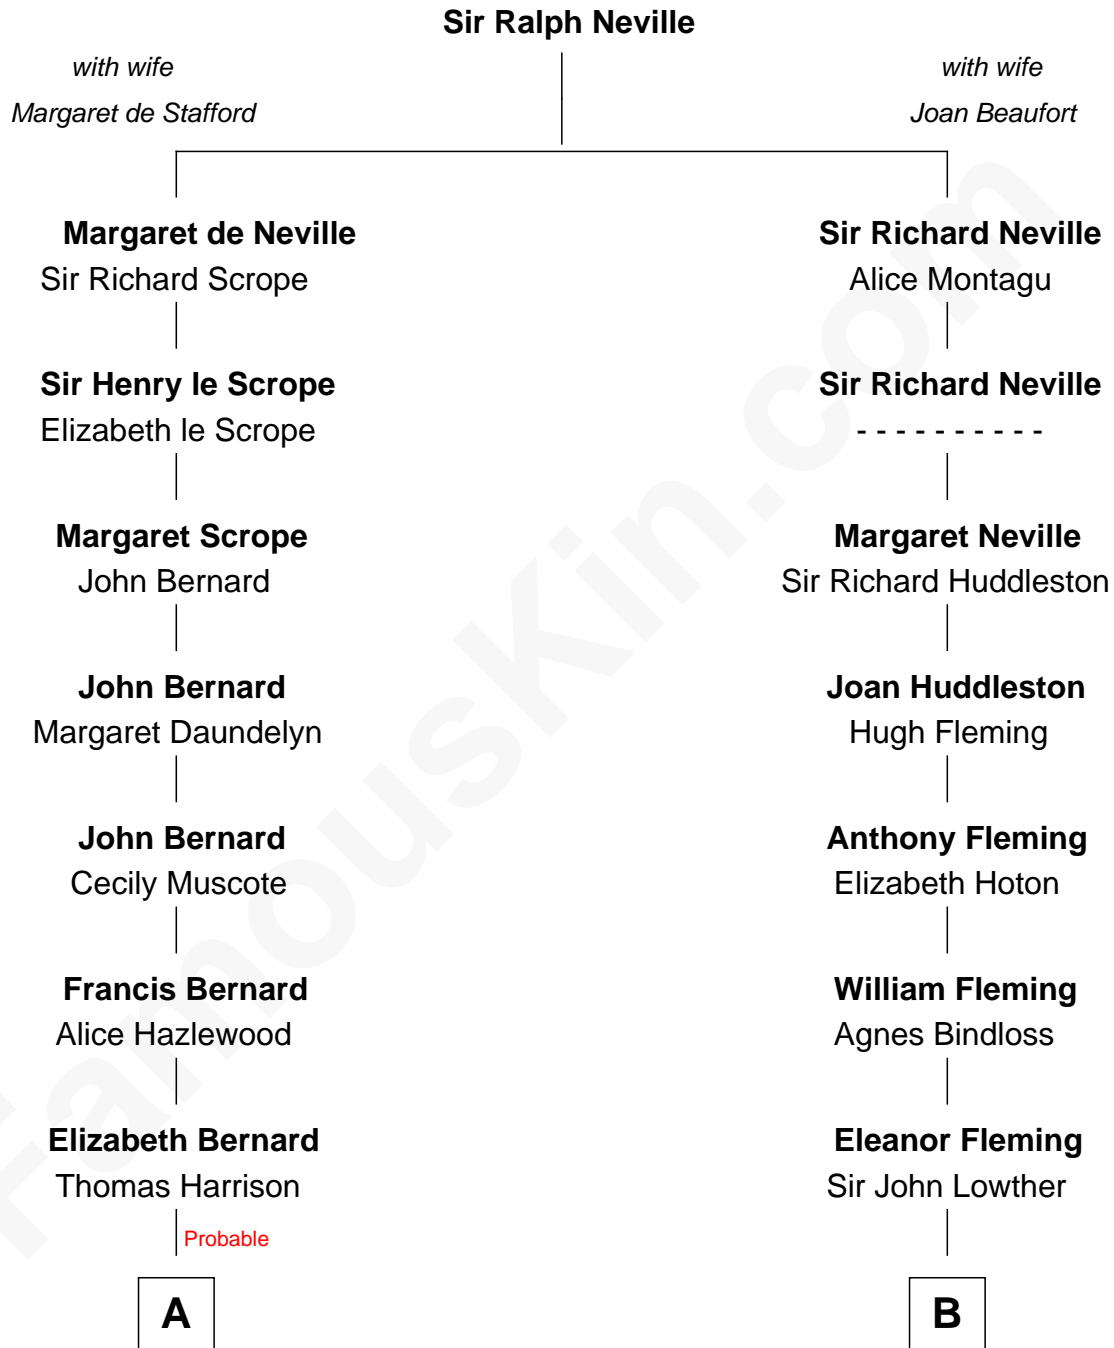 Sir Ralph Neville
with wife
Margaret de Stafford
with wife
Joan Beaufort
Margaret de Neville
Sir Richard Scrope
Sir Henry le Scrope
Elizabeth le Scrope
Margaret Scrope
John Bernard
John Bernard
Margaret Daundelyn
John Bernard
Cecily Muscote
Francis Bernard
Alice Hazlewood
Elizabeth Bernard
Thomas Harrison
Probable
A
Sir Richard Neville
Alice Montagu
Sir Richard Neville
- - - - - - - - - -
Margaret Neville
Sir Richard Huddleston
Joan Huddleston
Hugh Fleming
Anthony Fleming
Elizabeth Hoton
William Fleming
Agnes Bindloss
Eleanor Fleming
Sir John Lowther
B
FamousKin.com